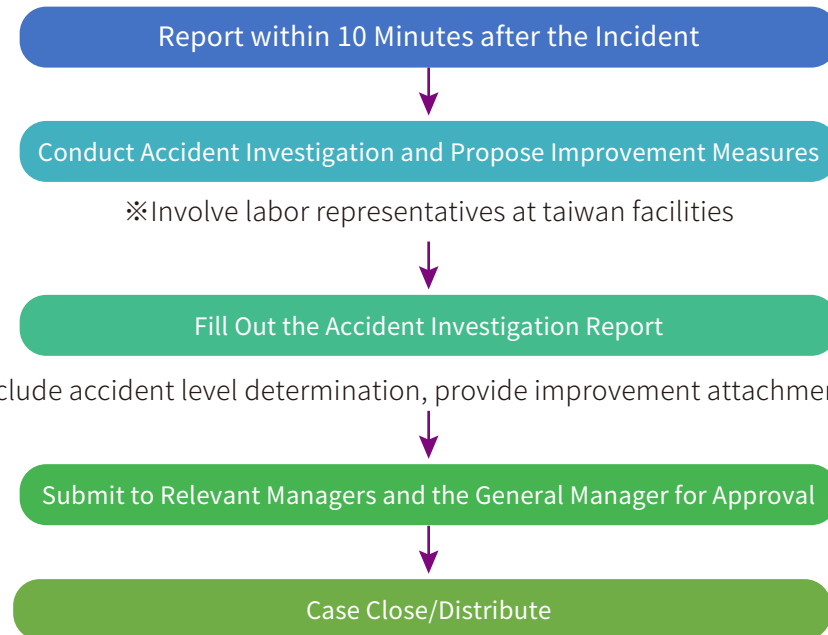 Report within 10 Minutes after the Incident
Conduct Accident Investigation and Propose Improvement Measures
※Involve labor representatives at taiwan facilities
Fill Out the Accident Investigation Report
accident level determination, provide improvement
Submit to Relevant Managers and the General Manager for Approval
Case Close/Distribute